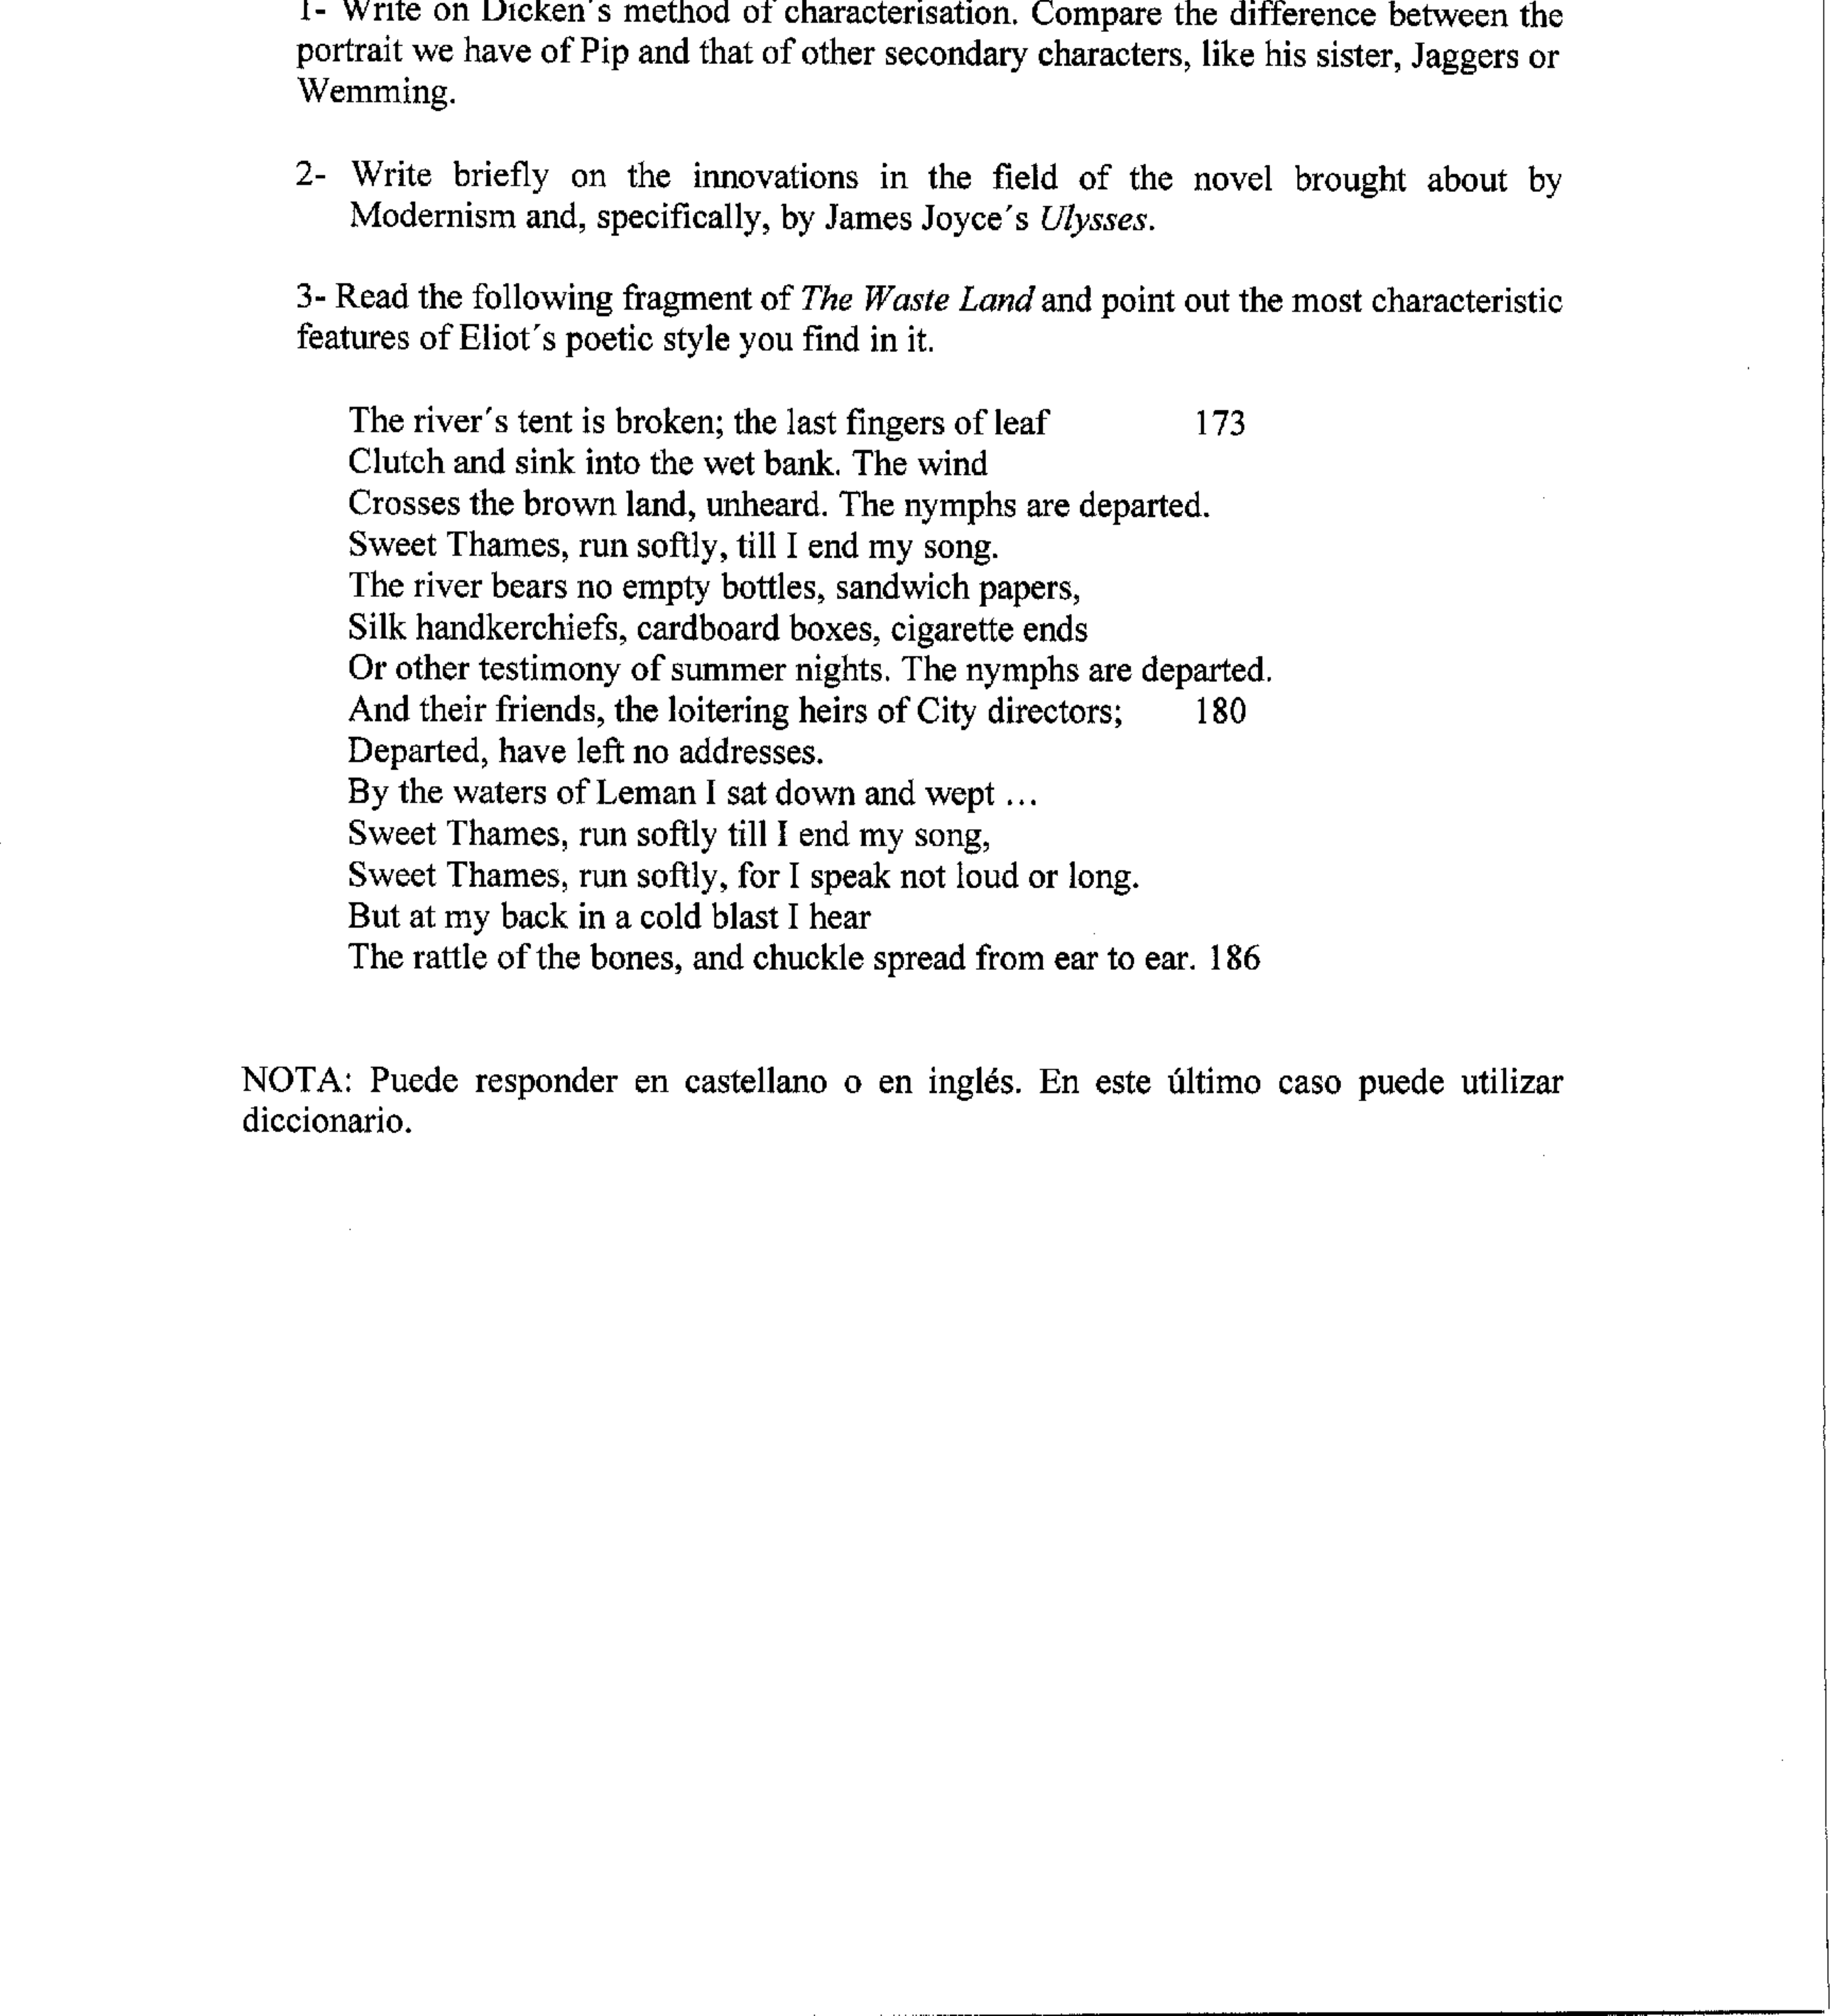 1- Write on Dicken´s method of characterisation. Compare the difference between the
portrait we have of Pip and that of other secondary characters, like his sister, Jaggers or
Wemming.
2- Write briefly on the innovations in the field of the novel brought about by
Modernism and, specifically, by James Joyce´s Ulysses.
3- Read the following fragment of The Waste Land and point out the most characteristic
features of Eliot´s poetic style you find in it.
The river´s tent is broken; the last fingers of leaf 173
Clutch and sink into the wet bank. The wind
Crosses the brown land, unheard. The nymphs are departed.
Sweet Thames, run softly, till I end my song.
The river bears no empty bottles, sandwich papers,
Silk handkerchiefs, cardboard boxes, cigarette ends
Or other testimony of summer nights. The nymphs are departed.
And their friends, the loitering heirs of City directors; 180
Departed, have left no addresses.
By the waters of Leman I sat down and wept ...
Sweet Thames, run softly till I end my song,
Sweet Thames, run softly, for I speak not loud or long.
But at my back in a cold blast I hear
The rattle of the bones, and chuckle spread from ear to ear. 186
NOTA: Puede responder en castellano o en inglés. En este último caso puede utilizar
diccionario.